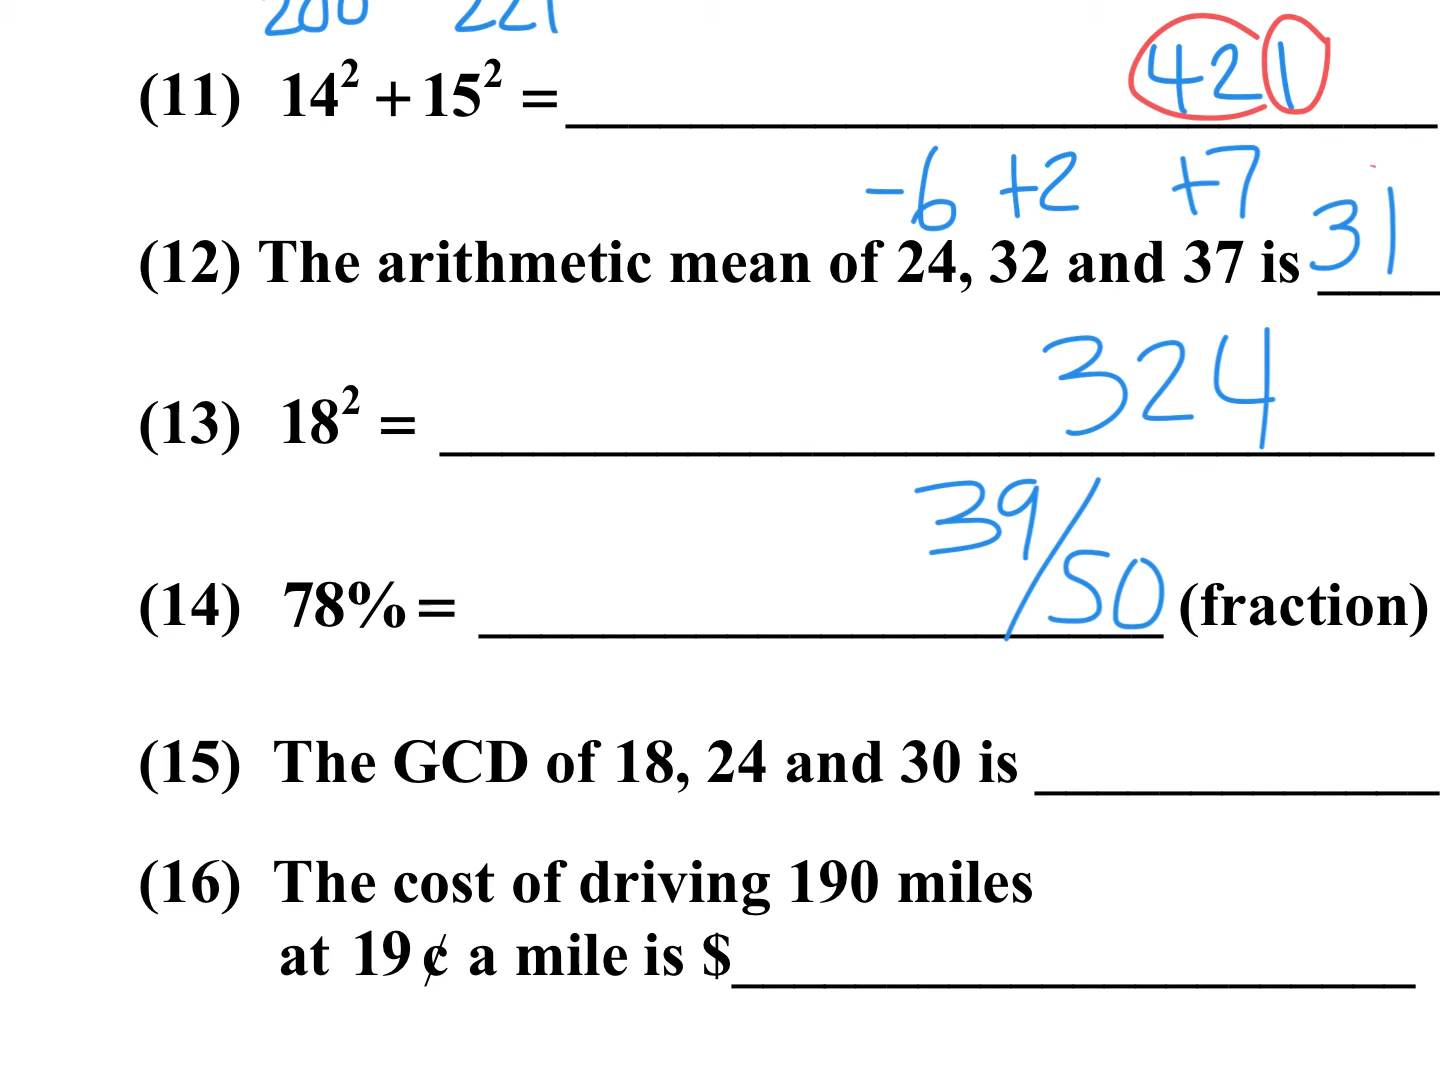 200 221
(11) 14² + 15² = 421
-6 +2 +7
(12) The arithmetic mean of 24, 32 and 37 is 31
(13) 18² = 324
(14) 78% = 39/50 (fraction)
(15) The GCD of 18, 24 and 30 is
(16) The cost of driving 190 miles
at 19¢ a mile is $